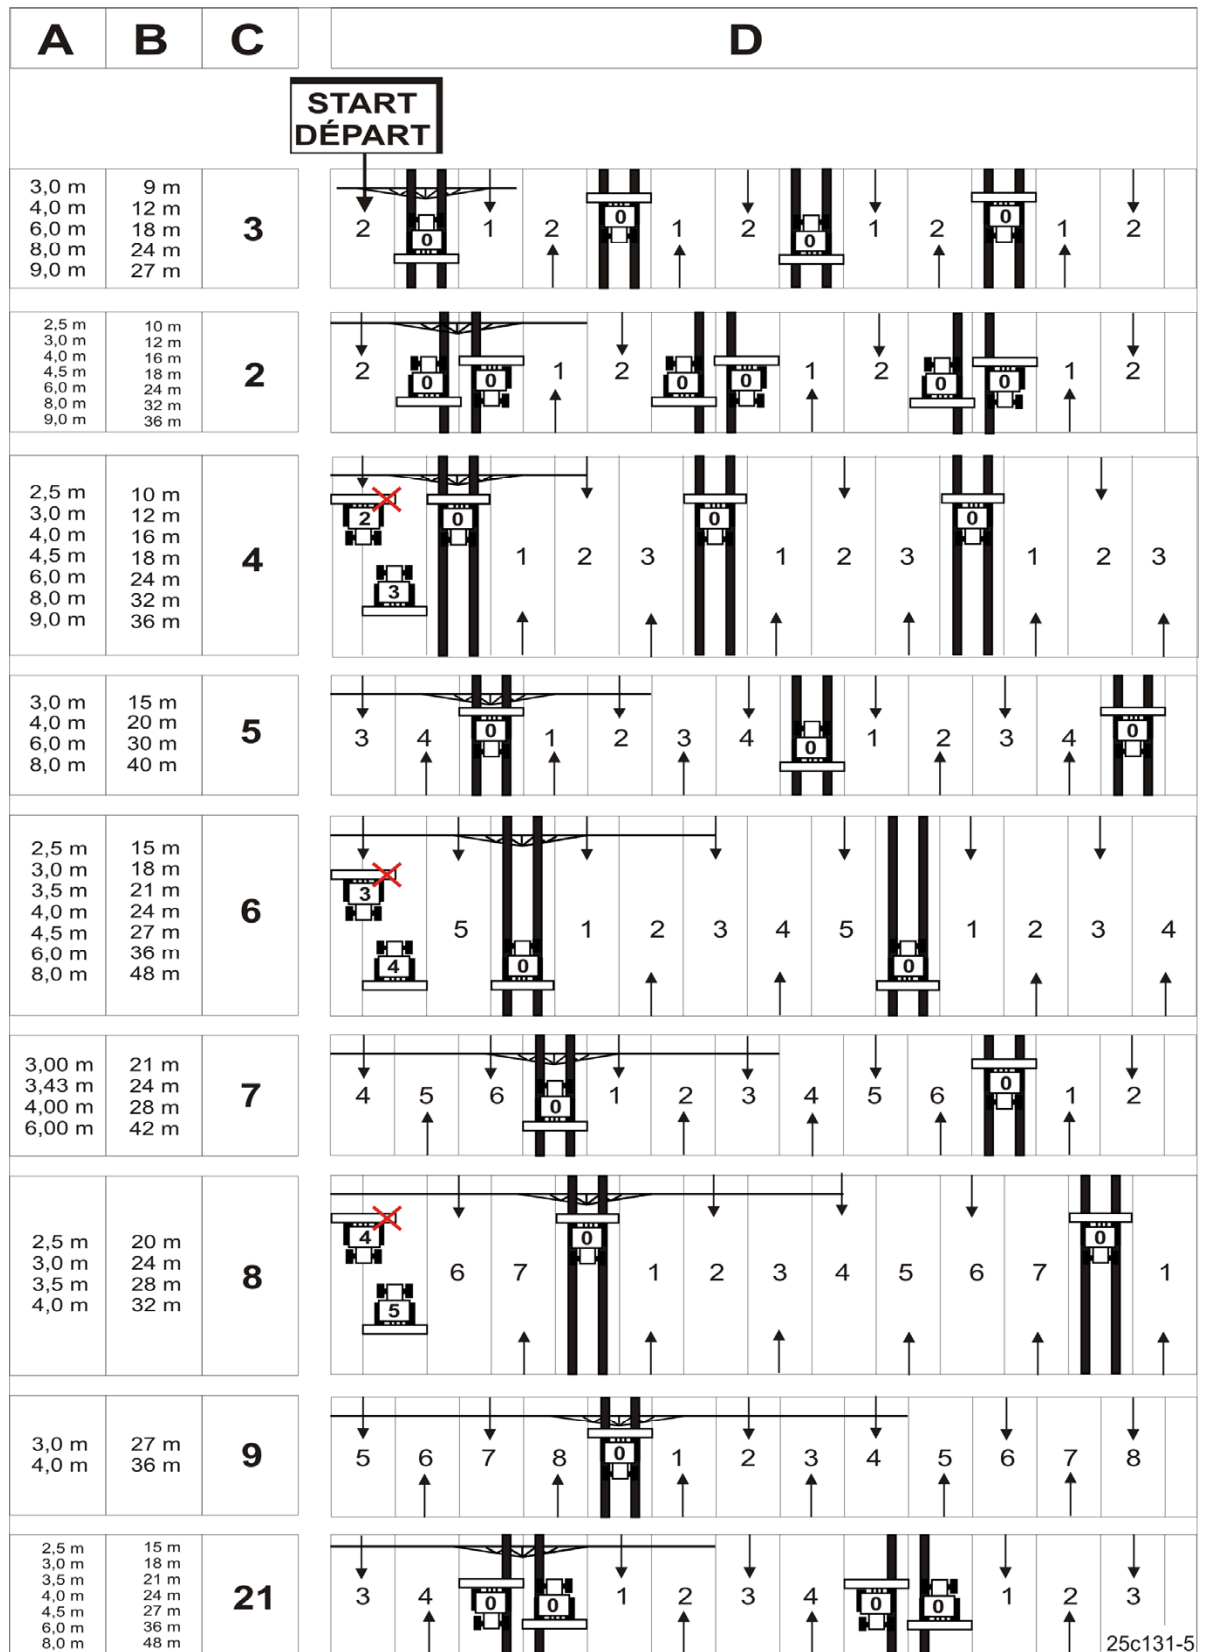 A B C D
START
DÉPART
3,0 m 9 m
4,0 m 12 m
6,0 m 18 m
8,0 m 24 m
9,0 m 27 m
3
2 0 1 2 0 1 2 0 1 2 0 1 2
2,5 m 10 m
3,0 m 12 m
4,0 m 16 m
4,5 m 18 m
6,0 m 24 m
8,0 m 32 m
9,0 m 36 m
2
2 0 0 1 2 0 0 1 2 0 0 1 2
2,5 m 10 m
3,0 m 12 m
4,0 m 16 m
4,5 m 18 m
6,0 m 24 m
8,0 m 32 m
9,0 m 36 m
4
2 0 0 0
1 2 3 1 2 3 1 2 3
3
3,0 m 15 m
4,0 m 20 m
6,0 m 30 m
8,0 m 40 m
5
3 4 0 1 2 3 4 0 1 2 3 4 0
2,5 m 15 m
3,0 m 18 m
3,5 m 21 m
4,0 m 24 m
4,5 m 27 m
6,0 m 36 m
8,0 m 48 m
6
3
5 1 2 3 4 5 1 2 3 4
4 0 0
3,00 m 21 m
3,43 m 24 m
4,00 m 28 m
6,00 m 42 m
7
4 5 6 0 1 2 3 4 5 6 0 1 2
2,5 m 20 m
3,0 m 24 m
3,5 m 28 m
4,0 m 32 m
8
4 0 0
6 7 1 2 3 4 5 6 7 1
5
3,0 m 27 m
4,0 m 36 m
9
5 6 7 8 0 1 2 3 4 5 6 7 8
2,5 m 15 m
3,0 m 18 m
3,5 m 21 m
4,0 m 24 m
4,5 m 27 m
6,0 m 36 m
8,0 m 48 m
21
3 4 0 0 1 2 3 4 0 0 1 2 3
25c131-5